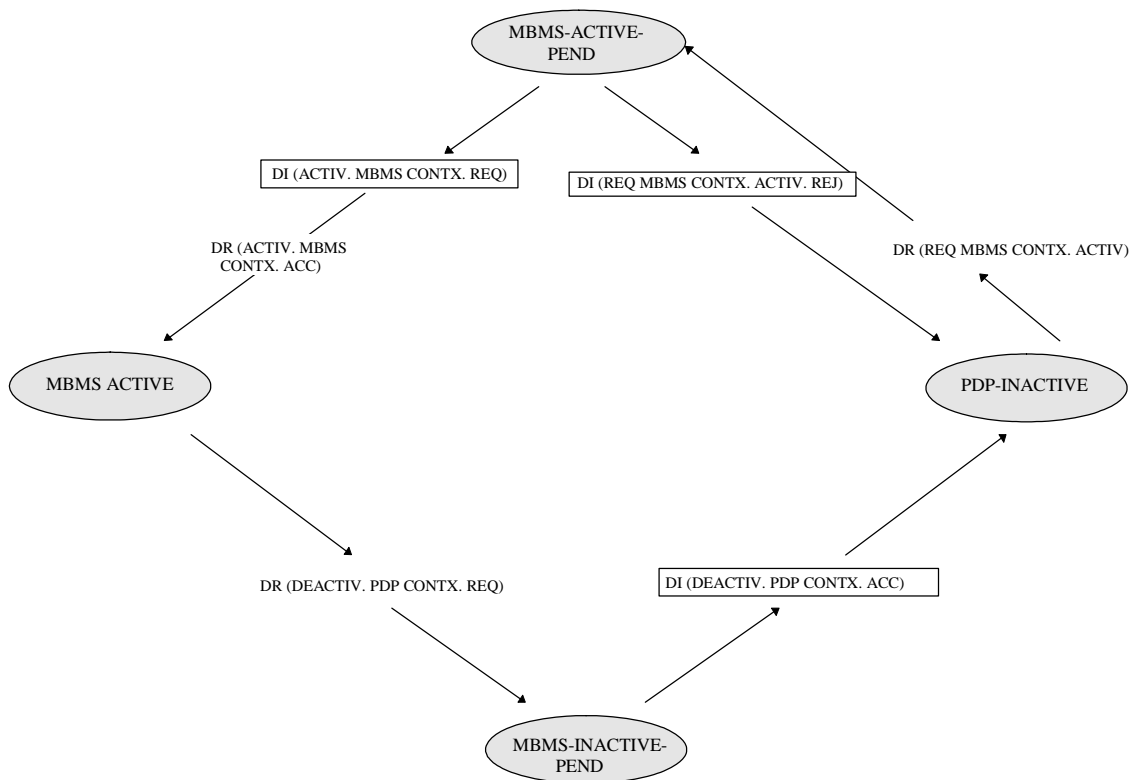 MBMS-ACTIVE-
PEND
DI (ACTIV. MBMS CONTX. REQ)
DI (REQ MBMS CONTX. ACTIV. REJ)
DR (ACTIV. MBMS
CONTX. ACC)
DR (REQ MBMS CONTX. ACTIV)
MBMS ACTIVE
PDP-INACTIVE
DR (DEACTIV. PDP CONTX. REQ)
DI (DEACTIV. PDP CONTX. ACC)
MBMS-INACTIVE-
PEND